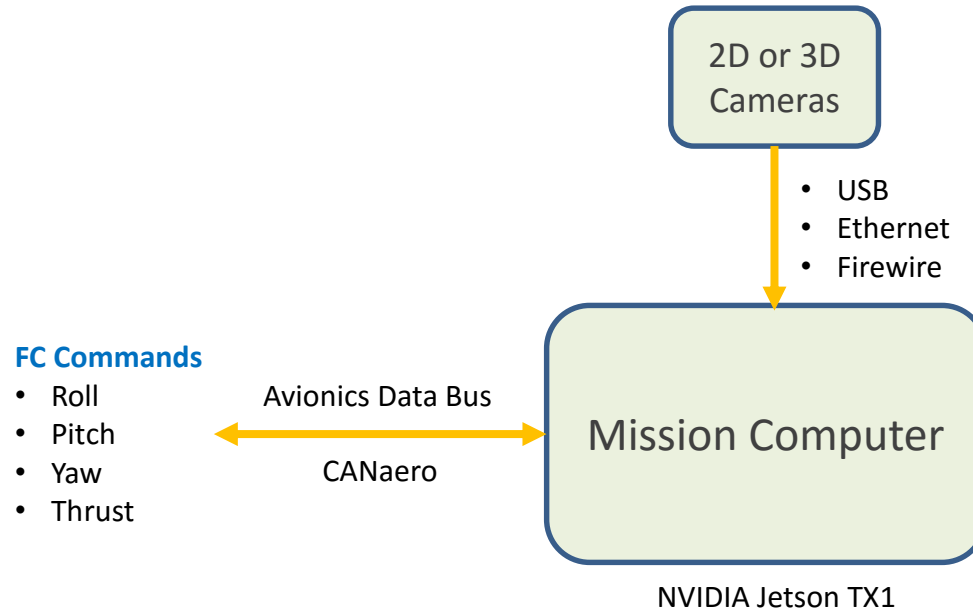 2D or 3D
Cameras
• USB
• Ethernet
• Firewire
FC Commands
• Roll
• Pitch
• Yaw
• Thrust
Avionics Data Bus
CANaero
Mission Computer
NVIDIA Jetson TX1